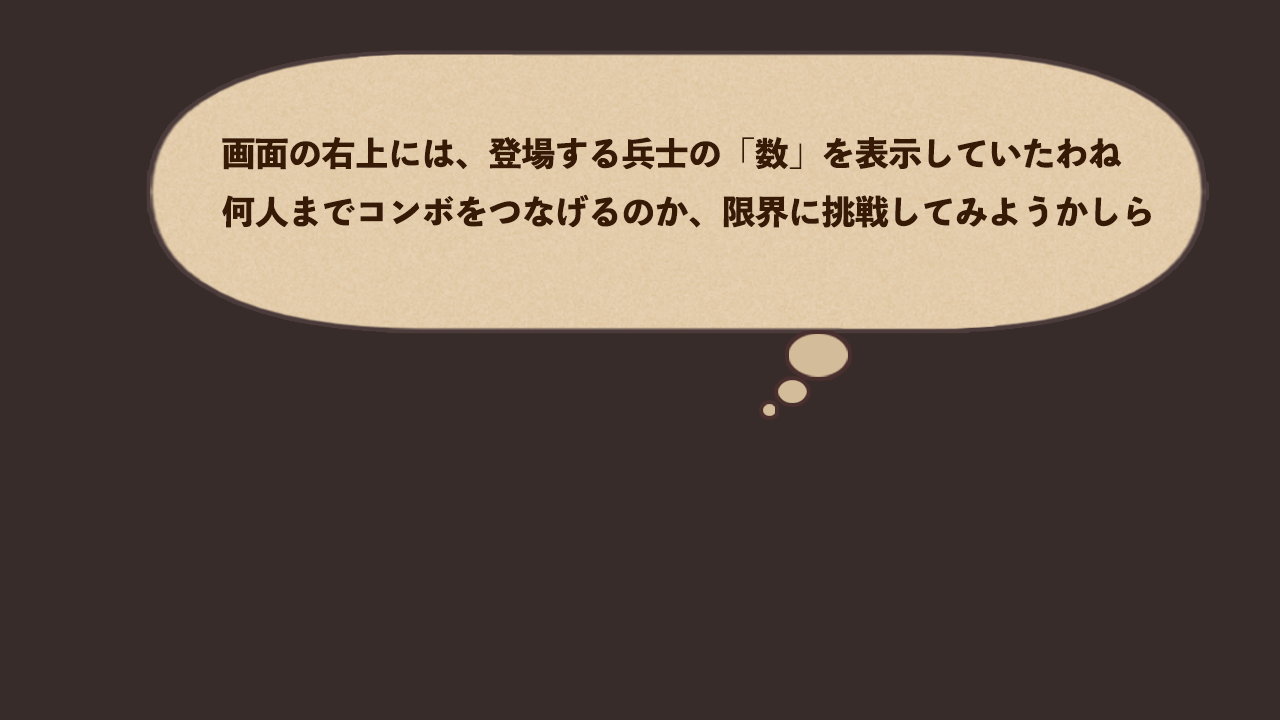 画面の右上には、登場する兵士の「数」を表示していたわね
何人までコンボをつなげるのか、限界に挑戦してみようかしら